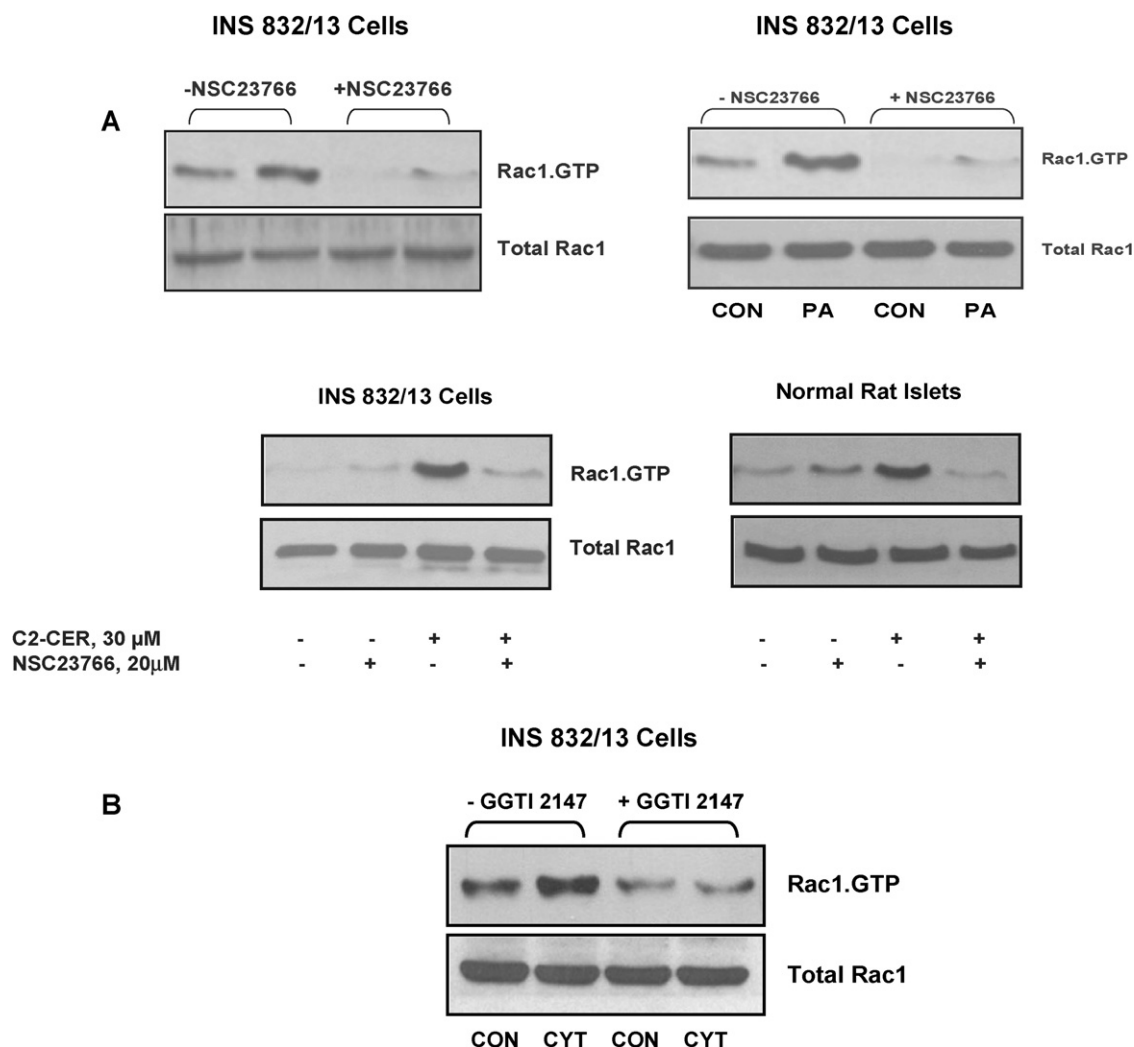 INS 832/13 Cells
INS 832/13 Cells
A
-NSC23766 +NSC23766
- NSC23766 + NSC23766
Rac1.GTP
Rac1.GTP
Total Rac1
Total Rac1
CON PA CON PA
INS 832/13 Cells
Normal Rat Islets
Rac1.GTP
Total Rac1
C2-CER, 30 µM - - + + - - + +
NSC23766, 20µM - + - + - + - +
INS 832/13 Cells
B
- GGTI 2147 + GGTI 2147
Rac1.GTP
Total Rac1
CON CYT CON CYT